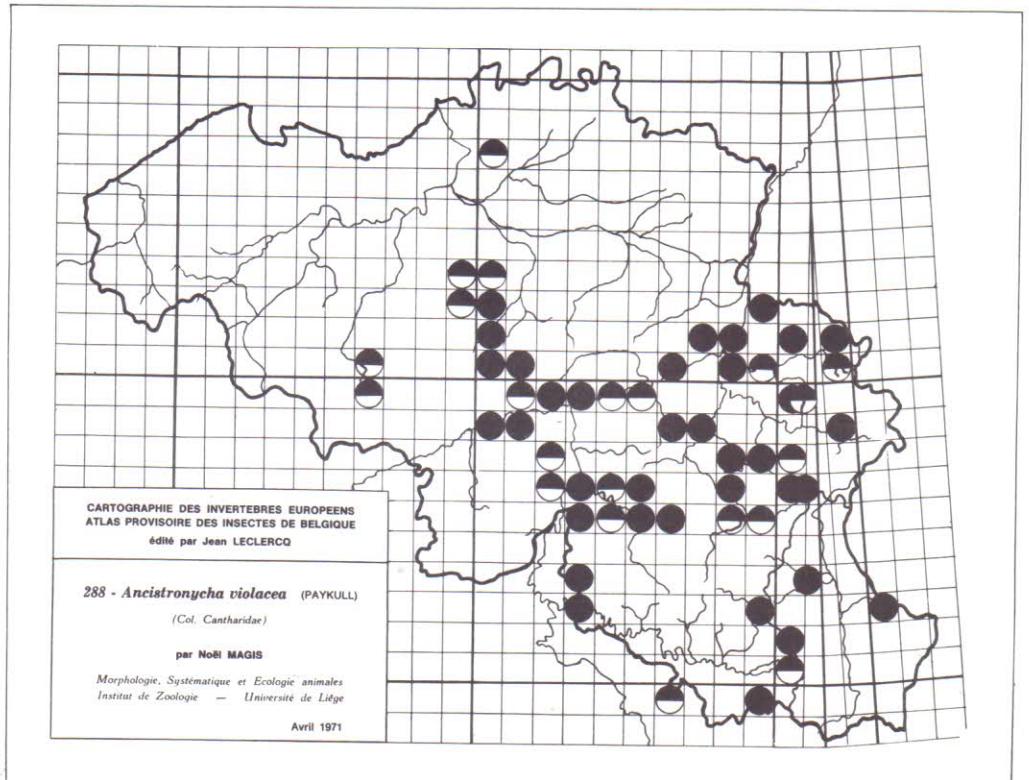 CARTOGRAPHIE DES INVERTEBRES EUROPEENS
ATLAS PROVISOIRE DES INSECTES DE BELGIQUE
édité par Jean LECLERCQ
288 - Ancistronycha violacea (PAYKULL)
(Col. Cantharidae)
par Noël MAGIS
Morphologie, Systématique et Ecologie animales
Institut de Zoologie — Université de Liège
Avril 1971